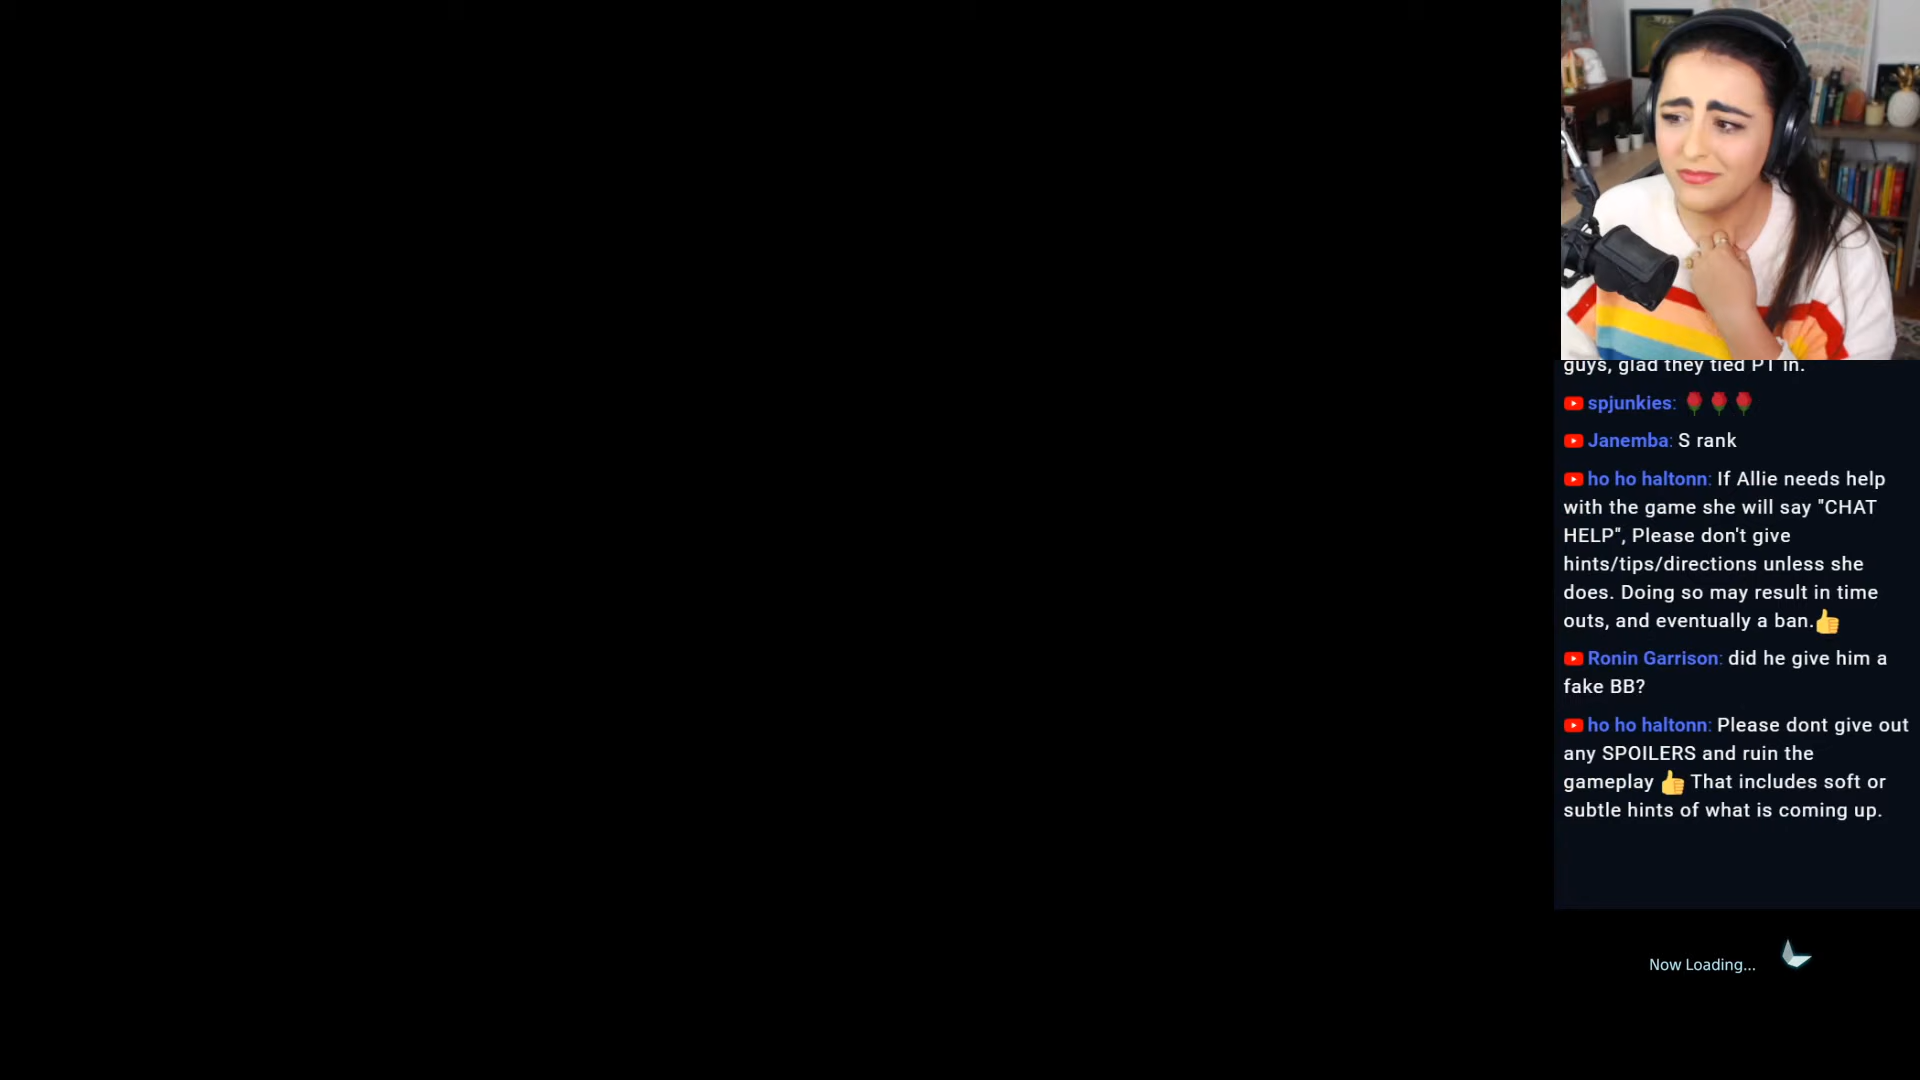 guys, glad they tied PT in.
spjunkies: 🌹🌹🌹
Janemba: S rank
ho ho haltonn: If Allie needs help
with the game she will say "CHAT
HELP", Please don't give
hints/tips/directions unless she
does. Doing so may result in time
outs, and eventually a ban.👍
Ronin Garrison: did he give him a
fake BB?
ho ho haltonn: Please dont give out
any SPOILERS and ruin the
gameplay 👍 That includes soft or
subtle hints of what is coming up.
Now Loading...